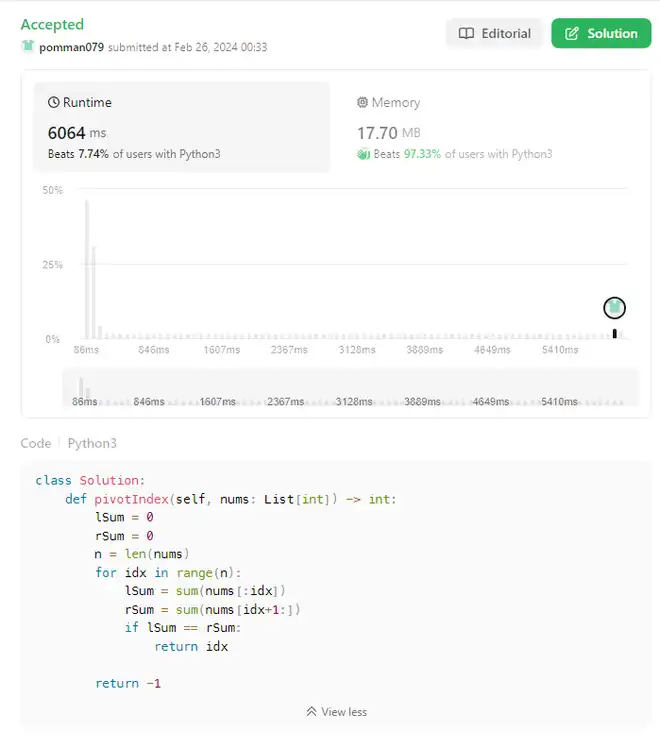 Accepted
pomman079 submitted at Feb 26, 2024 00:33
Editorial
Solution
Runtime
6064 ms
Beats 7.74% of users with Python3
Memory
17.70 MB
Beats 97.33% of users with Python3
50%
25%
0%
86ms 846ms 1607ms 2367ms 3128ms 3889ms 4649ms 5410ms
86ms 846ms 1607ms 2367ms 3128ms 3889ms 4649ms 5410ms
Code | Python3
class Solution:
    def pivotIndex(self, nums: List[int]) -> int:
        lSum = 0
        rSum = 0
        n = len(nums)
        for idx in range(n):
            lSum = sum(nums[:idx])
            rSum = sum(nums[idx+1:])
            if lSum == rSum:
                return idx
        return -1
View less